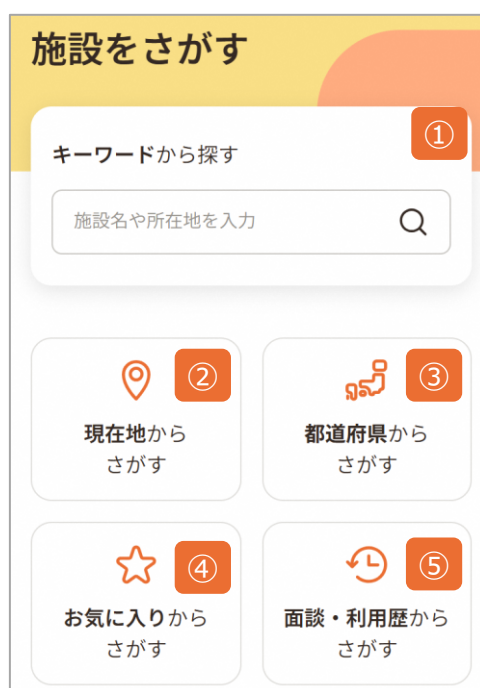 施設をさがす
①
キーワードから探す
施設名や所在地を入力
②
現在地から
さがす
③
都道府県から
さがす
④
お気に入りから
さがす
⑤
面談・利用歴から
さがす